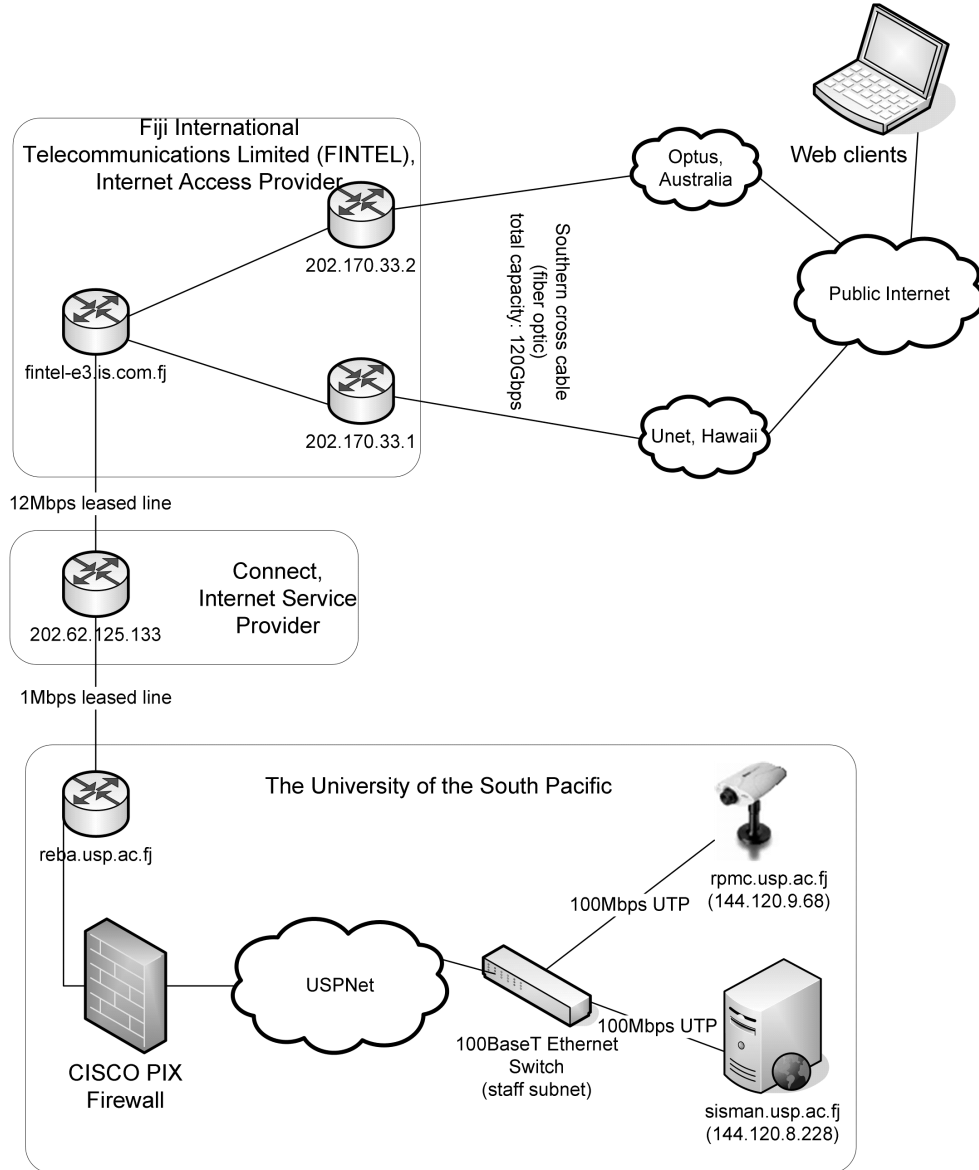 Fiji International
Telecommunications Limited (FINTEL),
Internet Access Provider
202.170.33.2
fintel-e3.is.com.fj
202.170.33.1
Southern cross cable
(fiber optic)
total capacity: 120Gbps
Optus,
Australia
Web clients
Public Internet
Unet, Hawaii
12Mbps leased line
Connect,
Internet Service
Provider
202.62.125.133
1Mbps leased line
The University of the South Pacific
reba.usp.ac.fj
rpmc.usp.ac.fj
(144.120.9.68)
100Mbps UTP
USPNet
100Mbps UTP
100BaseT Ethernet
Switch
(staff subnet)
CISCO PIX
Firewall
sisman.usp.ac.fj
(144.120.8.228)